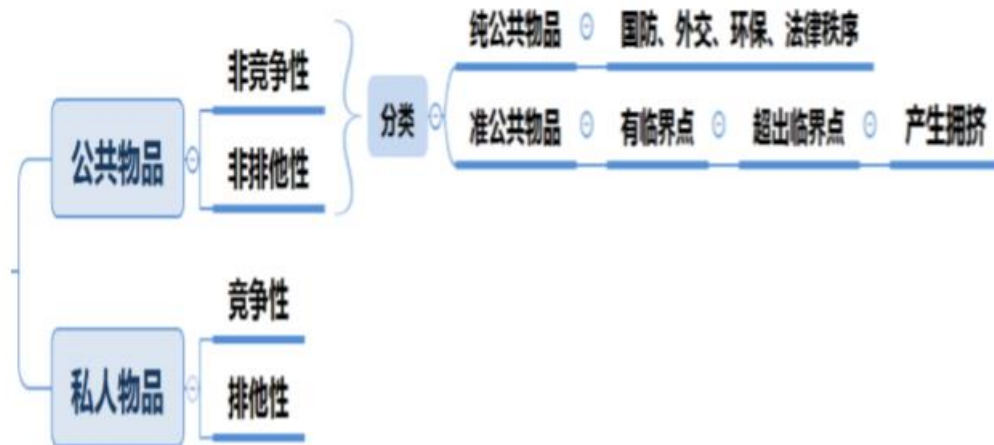 纯公共物品 国防、外交、环保、法律秩序
非竞争性
分类
准公共物品 有临界点 超出临界点 产生拥挤
公共物品
非排他性
竞争性
私人物品
排他性